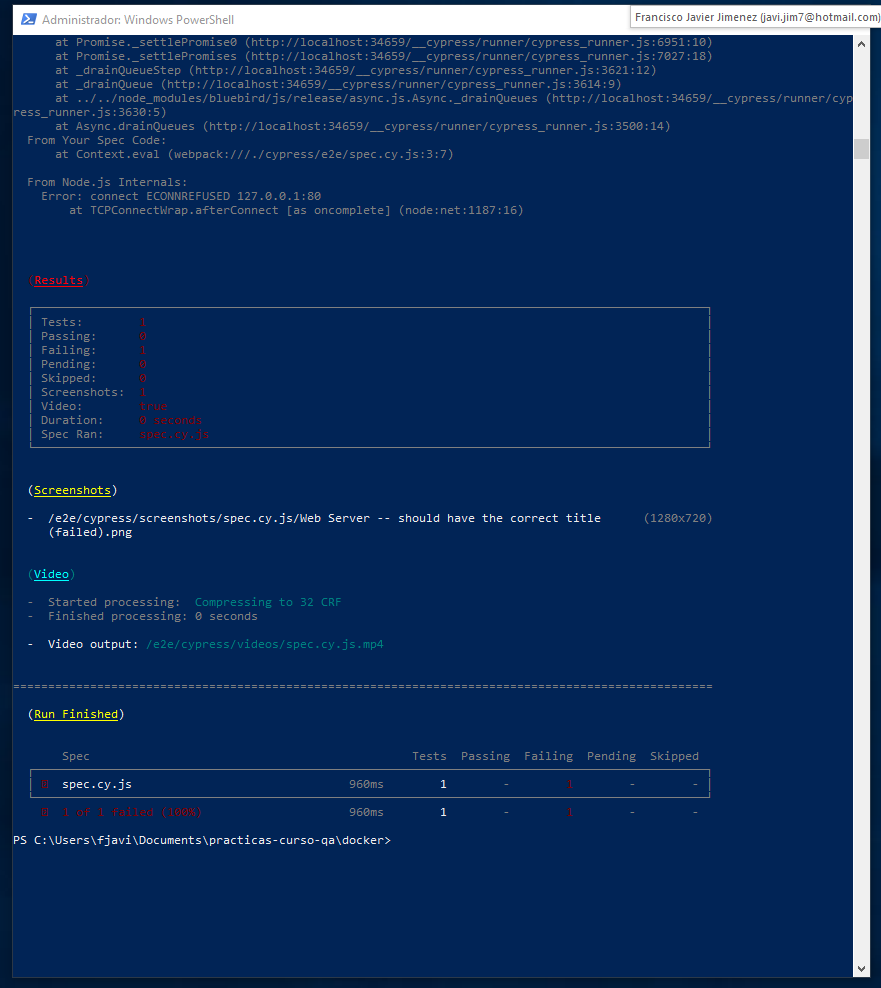 Administrador: Windows PowerShell
Francisco Javier Jimenez (javi.jim7@hotmail.com)
at Promise._settlePromise0 (http://localhost:34659/__cypress/runner/cypress_runner.js:6951:10)
at Promise._settlePromises (http://localhost:34659/__cypress/runner/cypress_runner.js:7027:18)
at _drainQueueStep (http://localhost:34659/__cypress/runner/cypress_runner.js:3621:12)
at _drainQueue (http://localhost:34659/__cypress/runner/cypress_runner.js:3614:9)
at ../../node_modules/bluebird/js/release/async.js.Async._drainQueues (http://localhost:34659/__cypress/runner/cyp
ress_runner.js:3630:5)
at Async.drainQueues (http://localhost:34659/__cypress/runner/cypress_runner.js:3500:14)
From Your Spec Code:
at Context.eval (webpack:///./cypress/e2e/spec.cy.js:3:7)
From Node.js Internals:
Error: connect ECONNREFUSED 127.0.0.1:80
at TCPConnectWrap.afterConnect [as oncomplete] (node:net:1187:16)
(Results)
Tests: 1
Passing: 0
Failing: 1
Pending: 0
Skipped: 0
Screenshots: 1
Video: true
Duration: 0 seconds
Spec Ran: spec.cy.js
(Screenshots)
- /e2e/cypress/screenshots/spec.cy.js/Web Server -- should have the correct title (1280x720)
(failed).png
(Video)
- Started processing: Compressing to 32 CRF
- Finished processing: 0 seconds
- Video output: /e2e/cypress/videos/spec.cy.js.mp4
====================================================================================================
(Run Finished)
Spec Tests Passing Failing Pending Skipped
spec.cy.js 960ms 1 - 1 - -
1 of 1 failed (100%) 960ms 1 - 1 - -
PS C:\Users\fjavi\Documents\practicas-curso-qa\docker>